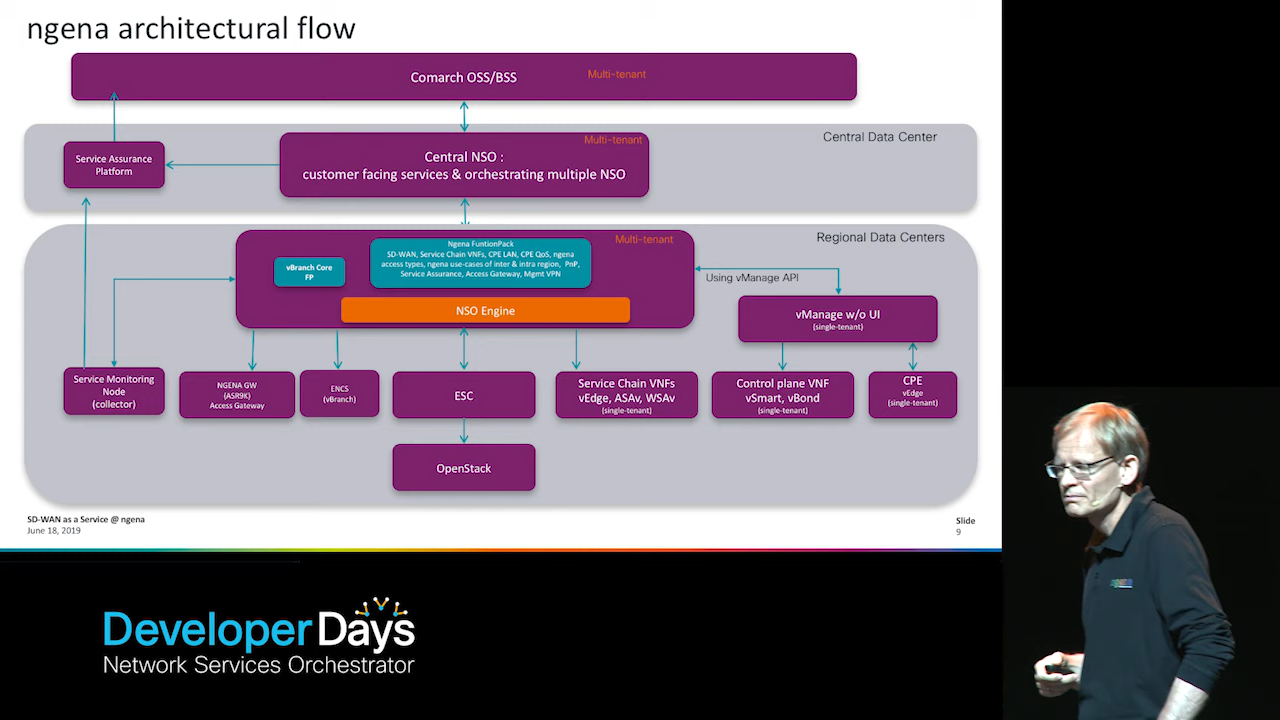 ngena architectural flow
Comarch OSS/BSS
Multi-tenant
Central Data Center
Service Assurance
Platform
Multi-tenant
Central NSO :
customer facing services & orchestrating multiple NSO
Regional Data Centers
Multi-tenant
vBranch Core
FP
Ngena FuntionPack
SD-WAN, Service Chain VNFs, CPE LAN, CPE QoS, ngena
access types, ngena use-cases of inter & intra region, PnP,
Service Assurance, Access Gateway, Mgmt VPN
NSO Engine
Using vManage API
vManage w/o UI
(single-tenant)
Service Monitoring
Node
(collector)
NGENA GW
(ASR9K)
Access Gateway
ENCS
(vBranch)
ESC
Service Chain VNFs
vEdge, ASAv, WSAv
(single-tenant)
Control plane VNF
vSmart, vBond
(single-tenant)
CPE
vEdge
(single-tenant)
OpenStack
SD-WAN as a Service @ ngena
June 18, 2019
Slide
9
DeveloperDays
Network Services Orchestrator